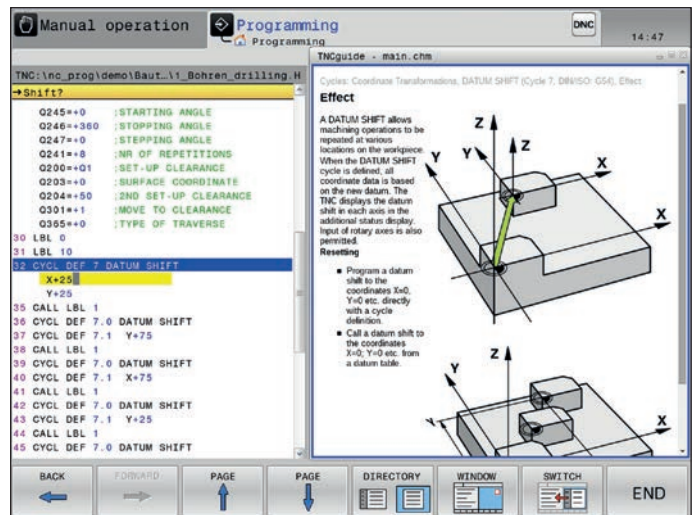 Manual operation
Programming
Programming
DNC
14:47
TNC:\nc_prog\demo\Baut…\1_Bohren_drilling.H
→Shift?
Q245=+0 ;STARTING ANGLE
Q246=+360 ;STOPPING ANGLE
Q247=+0 ;STEPPING ANGLE
Q241=+8 ;NR OF REPETITIONS
Q200=+Q1 ;SET-UP CLEARANCE
Q203=+0 ;SURFACE COORDINATE
Q204=+50 ;2ND SET-UP CLEARANCE
Q301=+1 ;MOVE TO CLEARANCE
Q365=+0 ;TYPE OF TRAVERSE
30 LBL 0
31 LBL 10
32 CYCL DEF 7 DATUM SHIFT
X+25
Y+25
35 CALL LBL 1
36 CYCL DEF 7.0 DATUM SHIFT
37 CYCL DEF 7.1 Y+75
38 CALL LBL 1
39 CYCL DEF 7.0 DATUM SHIFT
40 CYCL DEF 7.1 X+75
41 CALL LBL 1
42 CYCL DEF 7.0 DATUM SHIFT
43 CYCL DEF 7.1 Y+25
44 CALL LBL 1
45 CYCL DEF 7.0 DATUM SHIFT
TNCguide - main.chm
Cycles: Coordinate Transformations, DATUM SHIFT (Cycle 7, DIN/ISO: G54), Effect
Effect
A DATUM SHIFT allows
machining operations to be
repeated at various
locations on the workpiece.
When the DATUM SHIFT
cycle is defined, all
coordinate data is based
on the new datum. The
TNC displays the datum
shift in each axis in the
additional status display.
Input of rotary axes is also
permitted.
Resetting
■ Program a datum
shift to the
coordinates X=0,
Y=0 etc. directly
with a cycle
definition.
■ Call a datum shift to
the coordinates
X=0; Y=0 etc. from
a datum table.
Z
Z
Y
Y
X
X
Z
Y
X
BACK
FORWARD
PAGE
PAGE
DIRECTORY
WINDOW
SWITCH
END